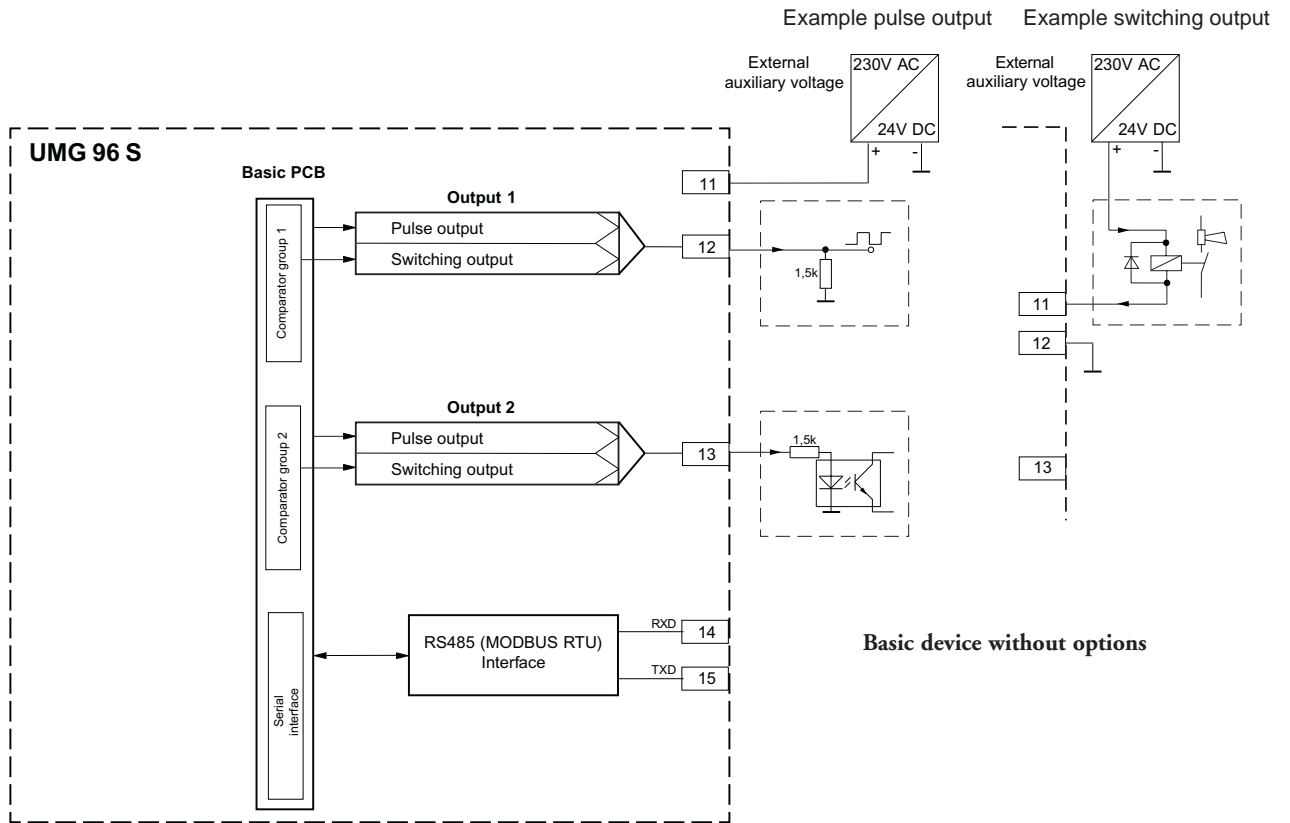 Example pulse output
Example switching output
External
auxiliary voltage
230V AC
24V DC
+
-
External
auxiliary voltage
230V AC
24V DC
+
-
UMG 96 S
Basic PCB
Comparator group 1
Output 1
Pulse output
Switching output
11
12
1,5k
11
12
13
Comparator group 2
Output 2
Pulse output
Switching output
13
1,5k
Serial
interface
RS485 (MODBUS RTU)
Interface
RXD
14
TXD
15
Basic device without options